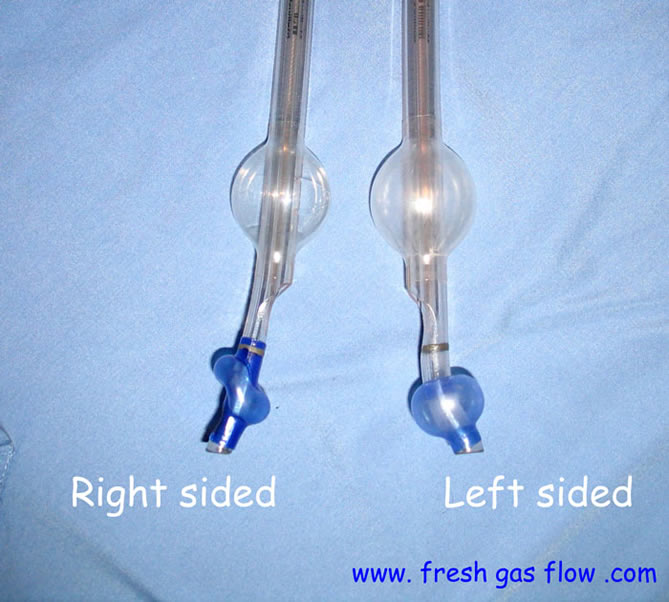 Right sided
Left sided
www. fresh gas flow .com